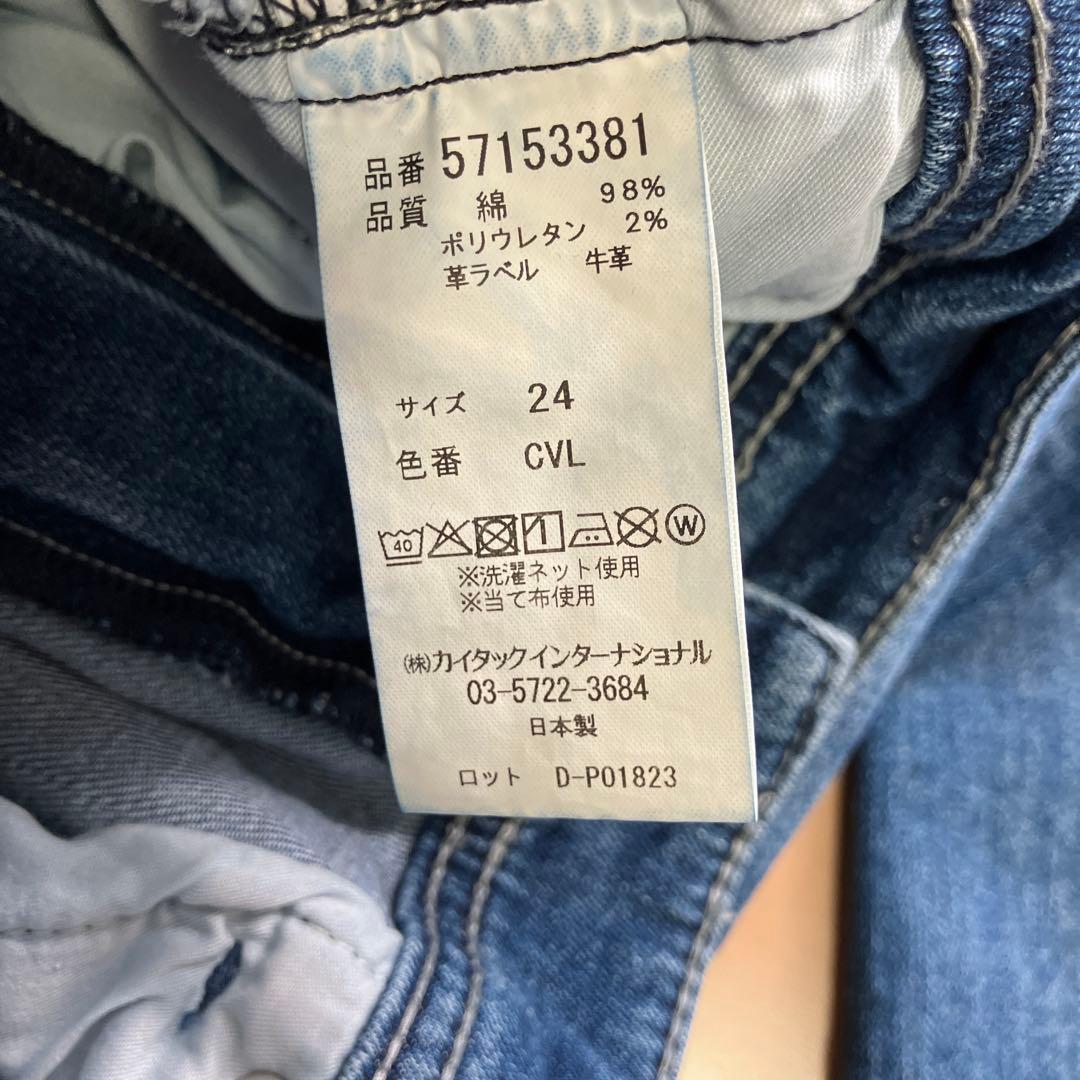 品番 57153381
品質 綿 98%
ポリウレタン 2%
革ラベル 牛革
サイズ 24
色番 CVL
40 W
※洗濯ネット使用
※当て布使用
㈱カイタックインターナショナル
03-5722-3684
日本製
ロット D-P01823